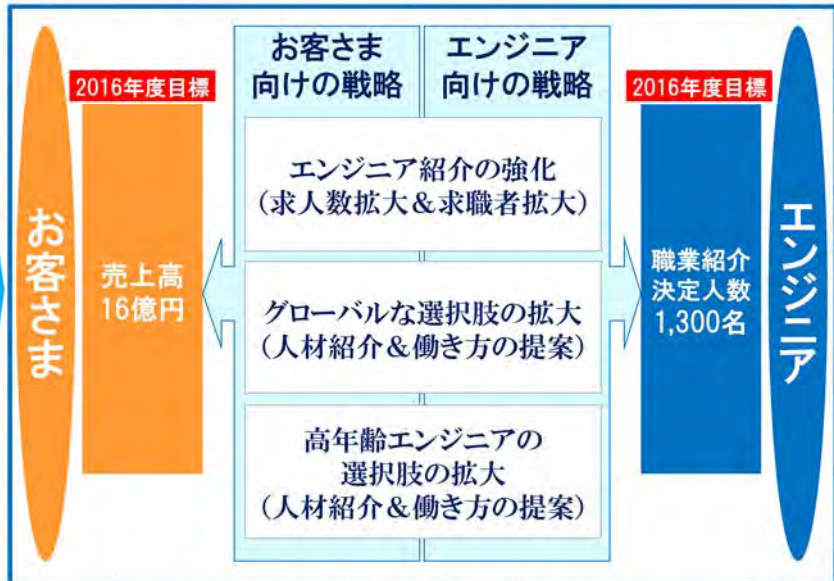 お客さま
2016年度目標
売上高
16億円
お客さま
向けの戦略
エンジニア
向けの戦略
エンジニア紹介の強化
(求人数拡大&求職者拡大)
グローバルな選択肢の拡大
(人材紹介&働き方の提案)
高年齢エンジニアの
選択肢の拡大
(人材紹介&働き方の提案)
2016年度目標
職業紹介
決定人数
1,300名
エンジニア